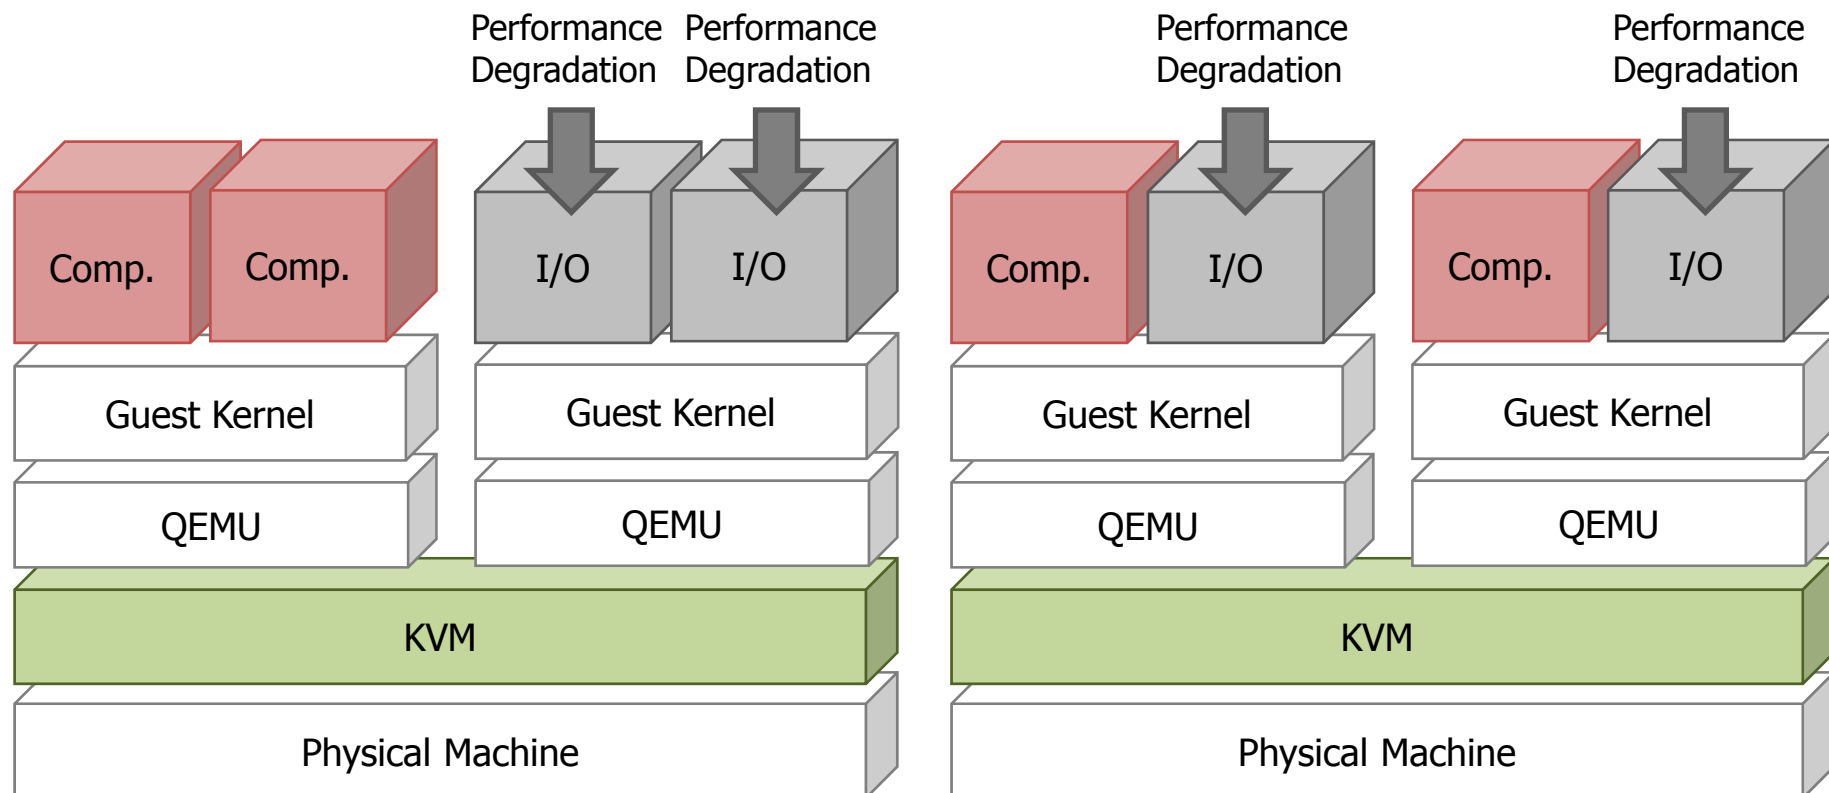 Performance Performance Performance Performance
Degradation Degradation Degradation Degradation
Comp. Comp. I/O I/O Comp. I/O Comp. I/O
Guest Kernel Guest Kernel Guest Kernel Guest Kernel
QEMU QEMU QEMU QEMU
KVM KVM
Physical Machine Physical Machine